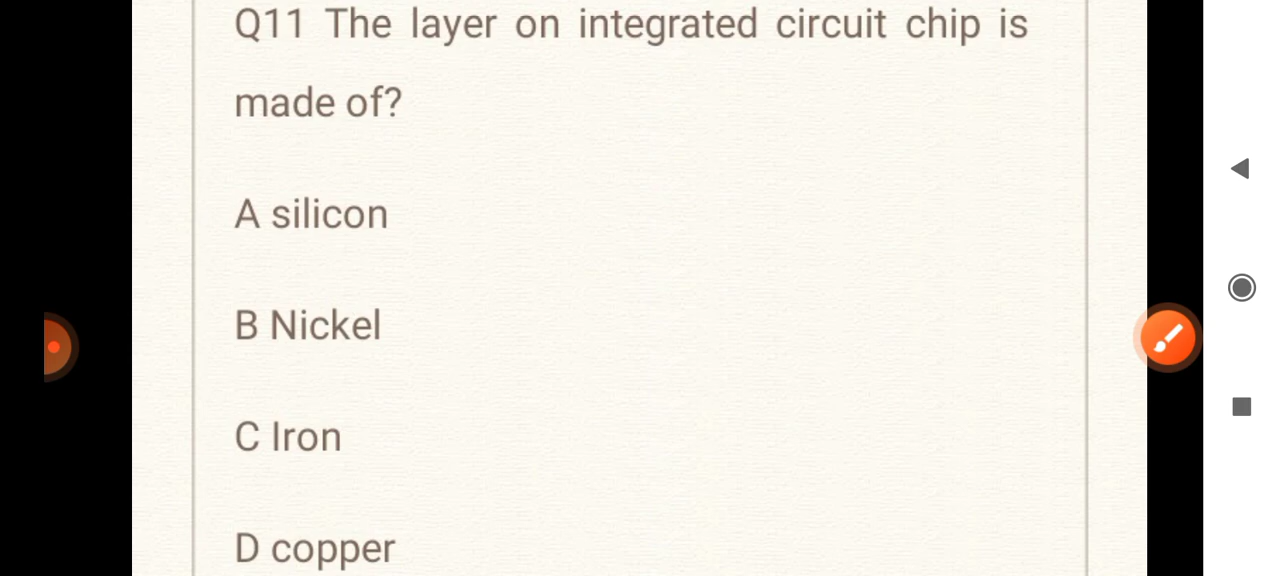 Q11 The layer on integrated circuit chip is
made of?
A silicon
B Nickel
C Iron
D copper